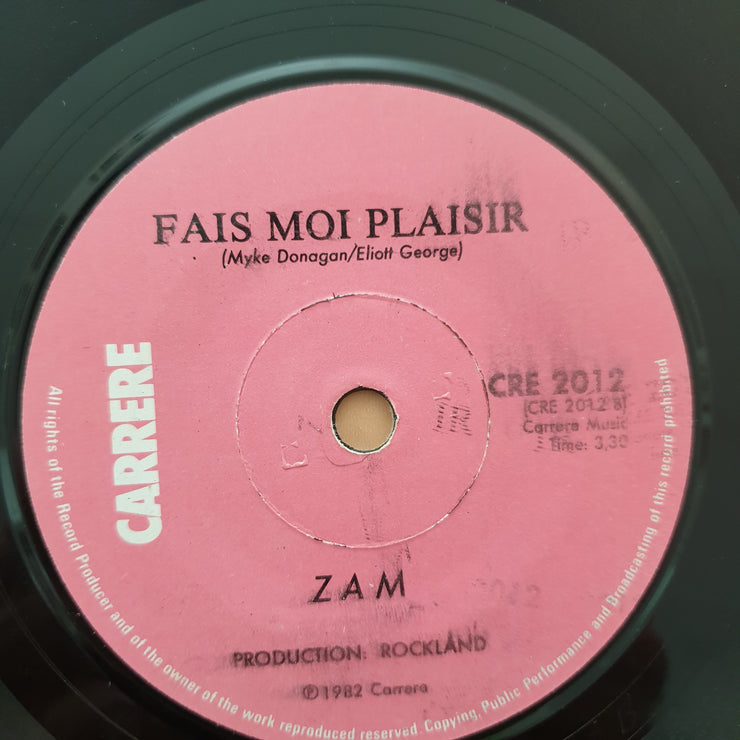 FAIS MOI PLAISIR
(Myke Donagan/Eliott George)
CARRERE
CRE 2012
(CRE 2012 B)
Carrere Music
Time: 3,30
ZAM
PRODUCTION: ROCKLAND
℗1982 Carrere
All rights of the Record Producer and of the owner of the work reproduced reserved. Copying, Public Performance and Broadcasting of this record prohibited